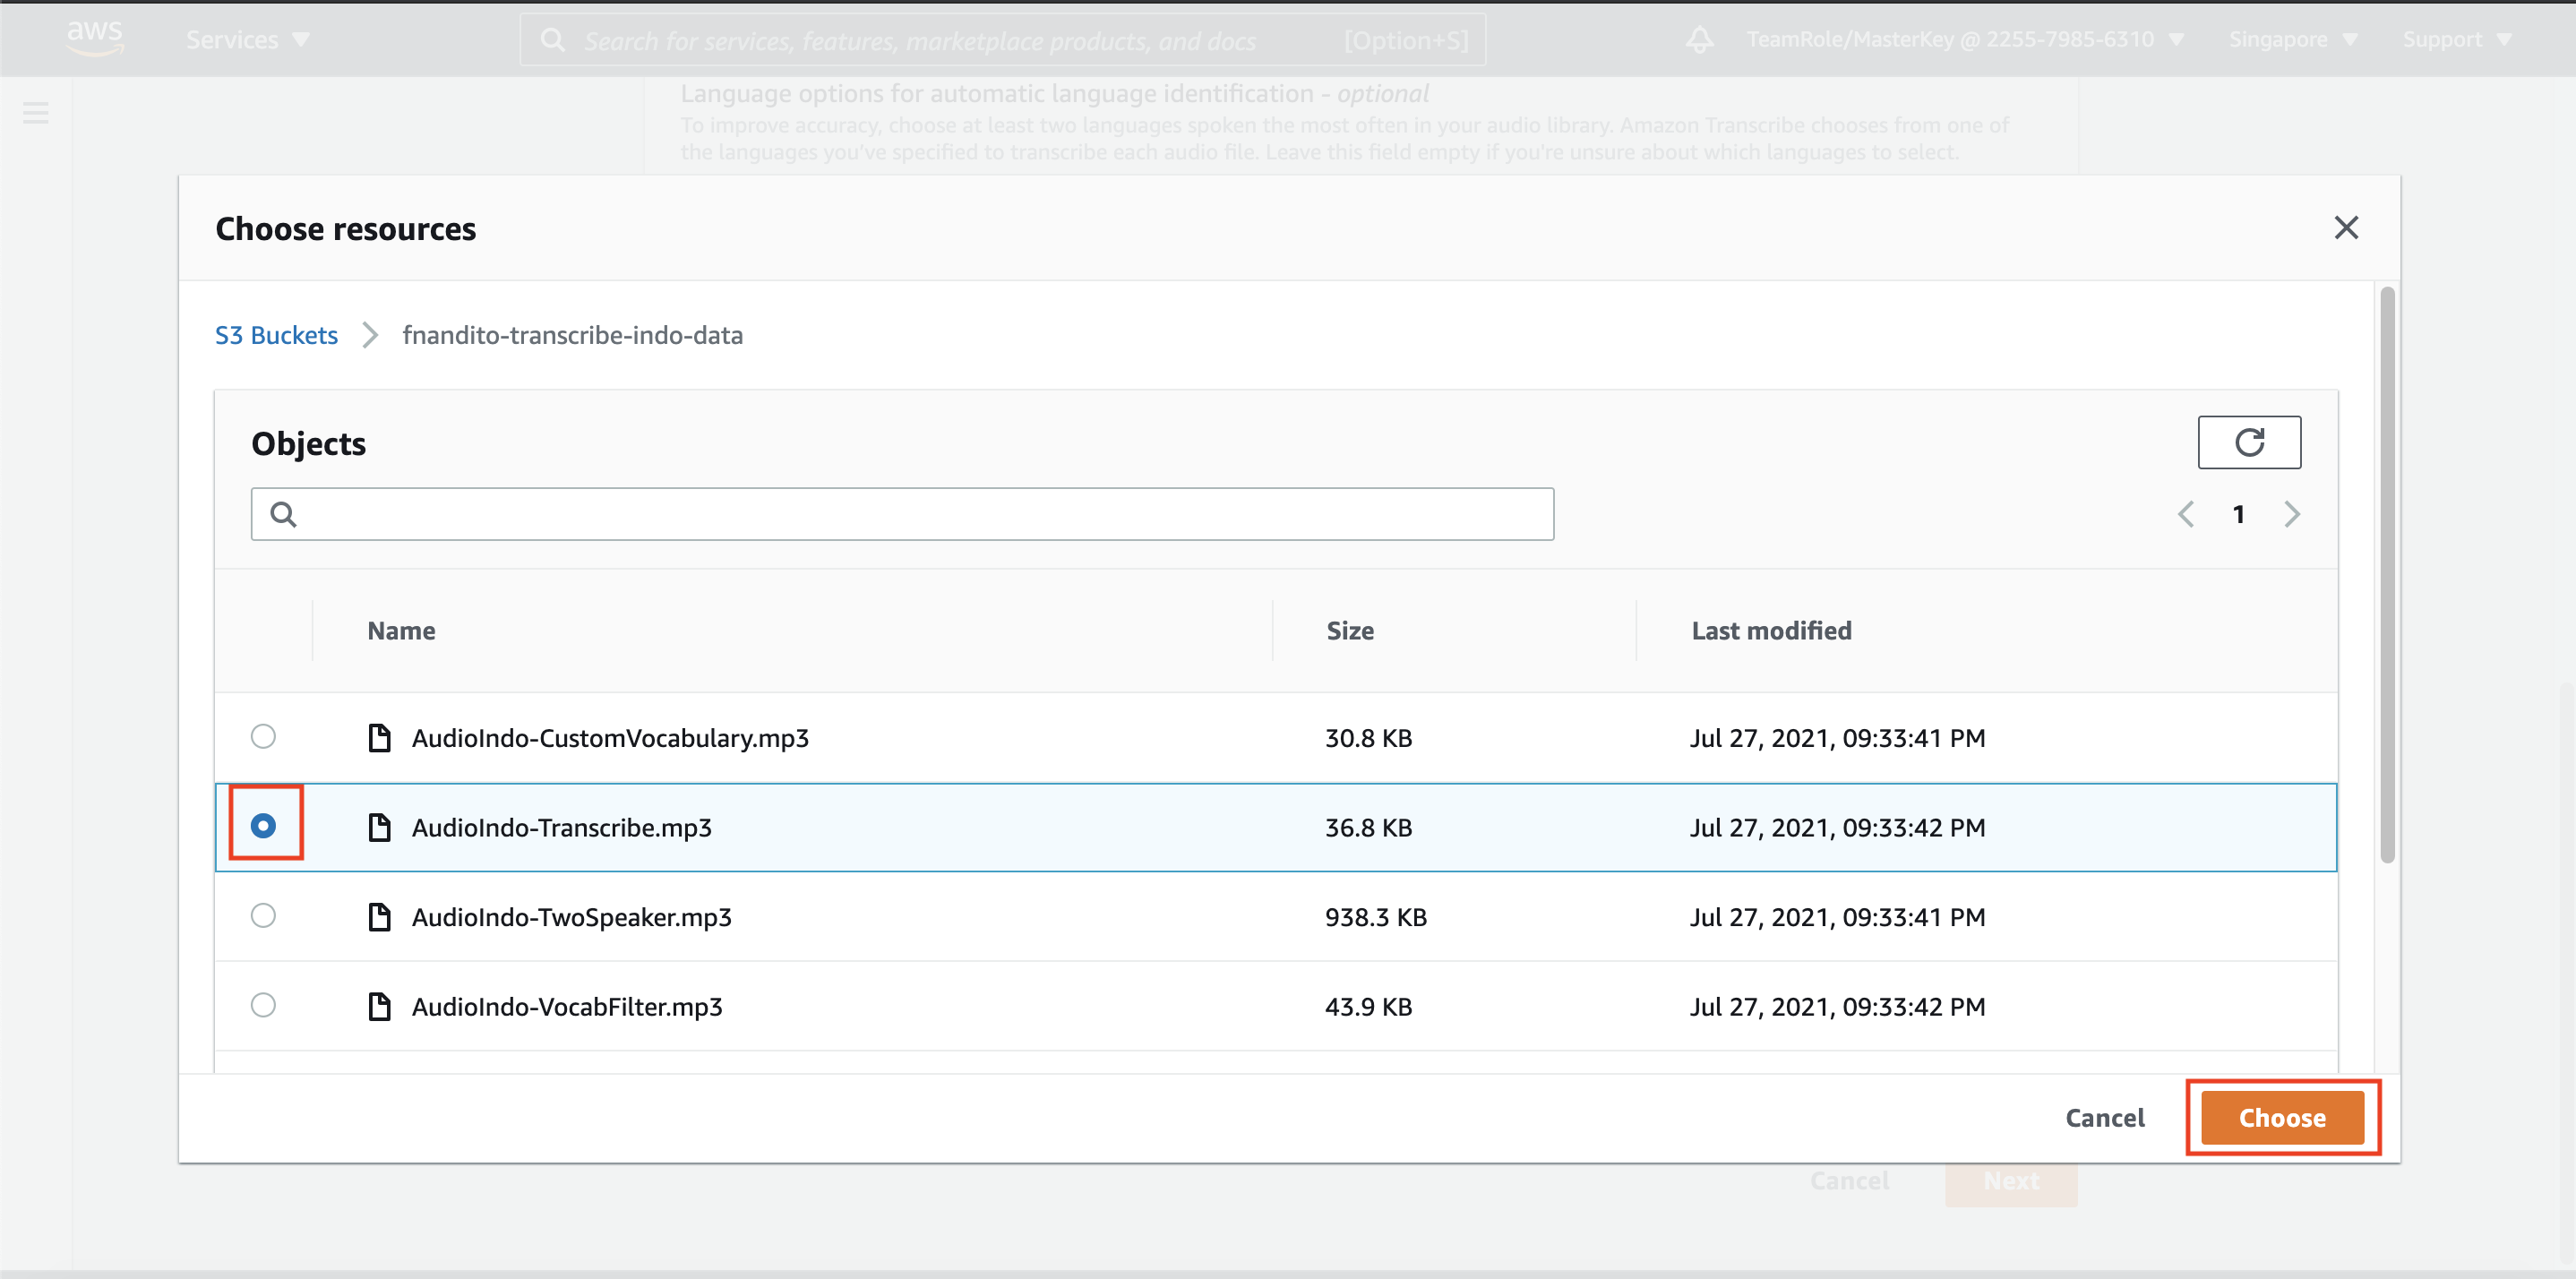 aws Services Search for services, features, marketplace products, and docs [Option+S] TeamRole/MasterKey @ 2255-7985-6310 Singapore Support
Language options for automatic language identification - optional
To improve accuracy, choose at least two languages spoken the most often in your audio library. Amazon Transcribe chooses from one of
the languages you've specified to transcribe each audio file. Leave this field empty if you're unsure about which languages to select.
Choose resources
S3 Buckets fnandito-transcribe-indo-data
Objects
1
Name Size Last modified
AudioIndo-CustomVocabulary.mp3 30.8 KB Jul 27, 2021, 09:33:41 PM
AudioIndo-Transcribe.mp3 36.8 KB Jul 27, 2021, 09:33:42 PM
AudioIndo-TwoSpeaker.mp3 938.3 KB Jul 27, 2021, 09:33:41 PM
AudioIndo-VocabFilter.mp3 43.9 KB Jul 27, 2021, 09:33:42 PM
Cancel Choose
Cancel Next